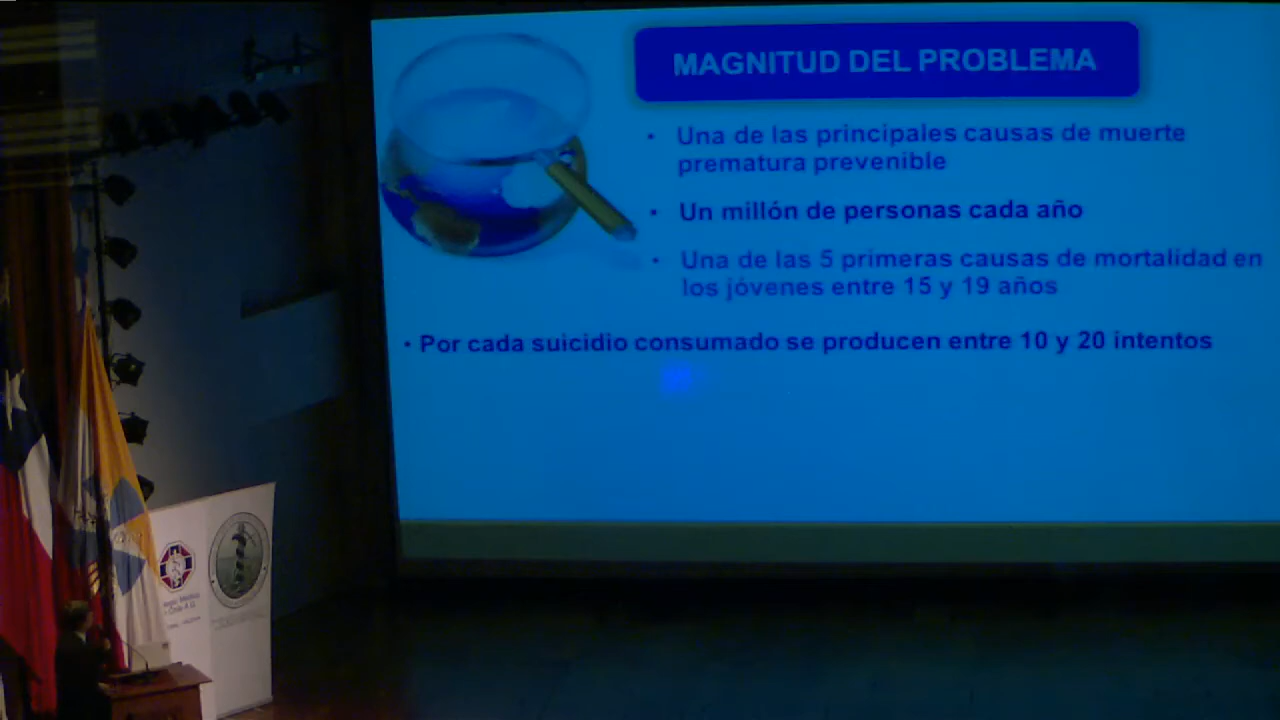 MAGNITUD DEL PROBLEMA
• Una de las principales causas de muerte
prematura prevenible
• Un millón de personas cada año
• Una de las 5 primeras causas de mortalidad en
los jóvenes entre 15 y 19 años
• Por cada suicidio consumado se producen entre 10 y 20 intentos